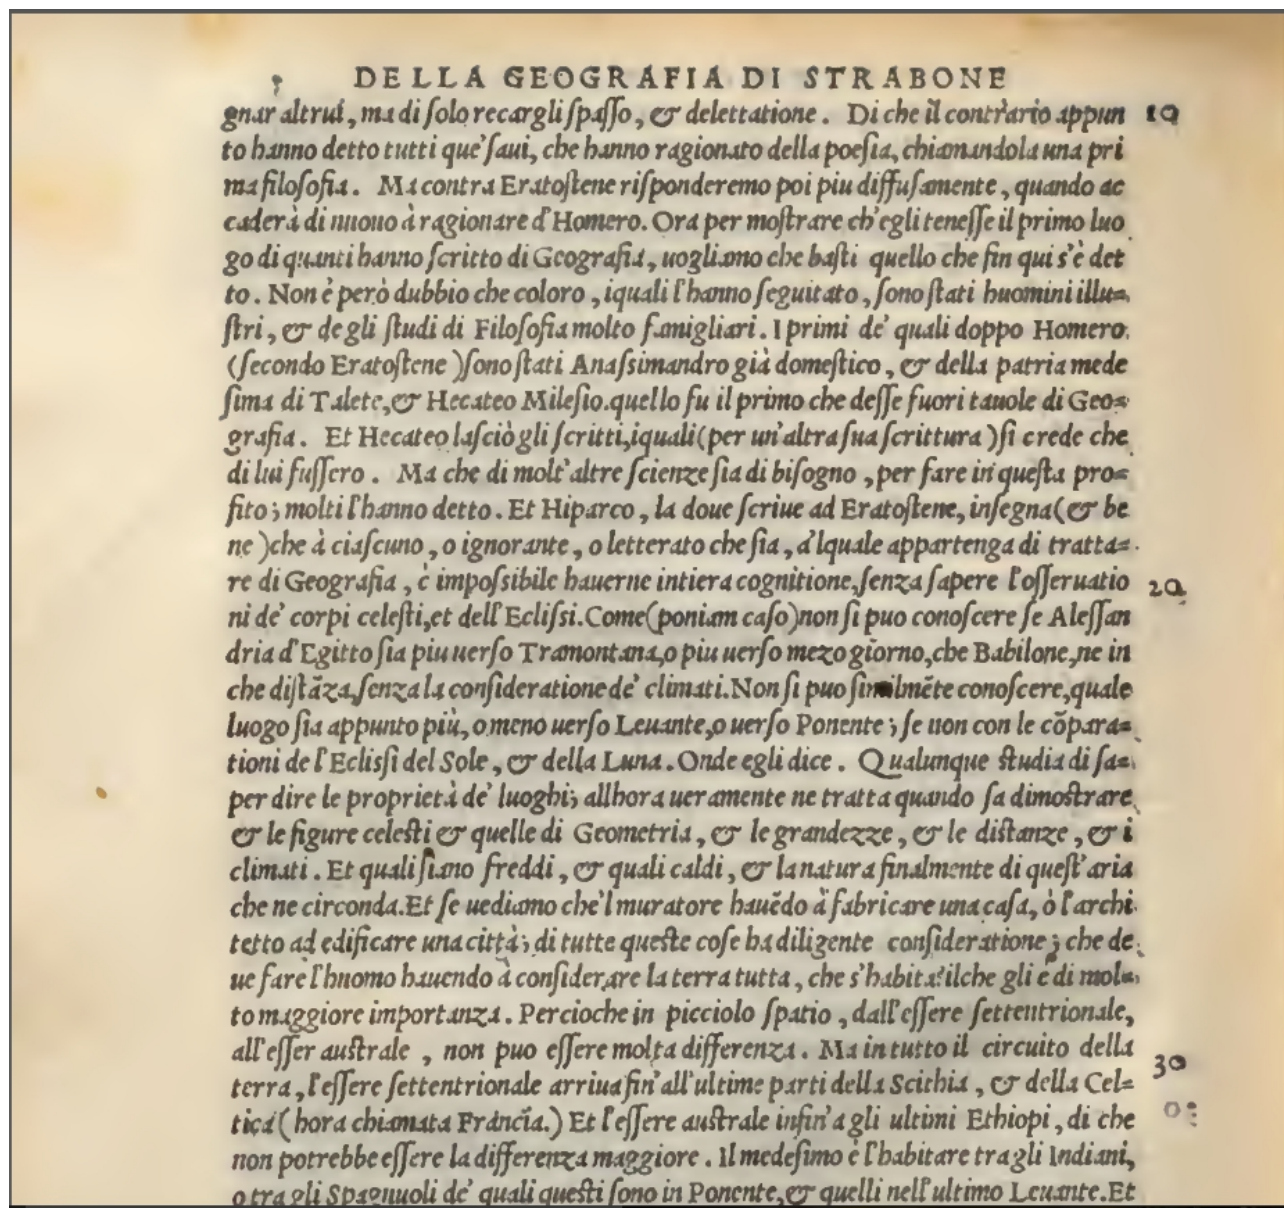 DELLA GEOGRAFIA DI STRABONE
gnar altrui, ma di ſolo recargli ſpaſſo, & delettatione. Di che il contrario appun 10
to hanno detto tutti que' ſaui, che hanno ragionato della poeſia, chiamandola una pri
ma filoſofia. Ma contra Eratoſtene riſponderemo poi piu diffuſamente, quando ac
caderà di nuouo à ragionare d'Homero. Ora per moſtrare ch'egli teneſſe il primo luo
go di quanti hanno ſcritto di Geografia, uogliamo che baſti quello che fin qui s'è det
to. Non è però dubbio che coloro, iquali l'hanno ſeguitato, ſono ſtati huomini illu=
ſtri, & de gli ſtudi di Filoſofia molto famigliari. I primi de' quali doppo Homero
(ſecondo Eratoſtene) ſono ſtati Anaſsimandro già domeſtico, & della patria mede
ſima di Talete, & Hecateo Mileſio. quello fu il primo che deſſe fuori tauole di Geo=
grafia. Et Hecateo laſciò gli ſcritti, iquali (per un'altra ſua ſcrittura) ſi crede che
di lui fuſſero. Ma che di molt'altre ſcienze ſia di biſogno, per fare in queſta pro=
fito; molti l'hanno detto. Et Hiparco, la doue ſcriue ad Eratoſtene, inſegna (& be
ne) che à ciaſcuno, o ignorante, o letterato che ſia, a'lquale appartenga di tratta=
re di Geografia, è impoſsibile hauerne intiera cognitione, ſenza ſapere l'oſſeruatio 20
ni de' corpi celeſti, et dell'Ecliſsi. Come (poniam caſo) non ſi puo conoſcere ſe Aleſſan
dria d'Egitto ſia piu uerſo Tramontana, o piu uerſo mezo giorno, che Babilone, ne in
che diſtāza, ſenza la conſideratione de' climati. Non ſi puo ſimilmēte conoſcere, quale
luogo ſia appunto più, o meno uerſo Leuante, o uerſo Ponente; ſe non con le cōpara=
tioni de l'Ecliſsi del Sole, & della Luna. Onde egli dice. Qualunque ſtudia di ſa=
per dire le proprietà de' luoghi; allhora ueramente ne tratta quando ſa dimoſtrare
& le figure celeſti & quelle di Geometria, & le grandezze, & le diſtanze, & i
climati. Et quali ſiano freddi, & quali caldi, & la natura finalmente di queſt'aria
che ne circonda. Et ſe uediamo che'l muratore hauēdo à fabricare una caſa, ò l'archi
tetto ad edificare una città; di tutte queſte coſe ha diligente conſideratione; che de
ue fare l'huomo hauendo à conſiderare la terra tutta, che s'habita? ilche gli è di mol=
to maggiore importanza. Percioche in picciolo ſpatio, dall'eſſere ſettentrionale,
all'eſſer auſtrale, non puo eſſere molta differenza. Ma in tutto il circuito della
terra, l'eſſere ſettentrionale arriua fin'all'ultime parti della Scithia, & della Cel= 30
tica (hora chiamata Francia.) Et l'eſſere auſtrale infin'a gli ultimi Ethiopi, di che
non potrebbe eſſere la differenza maggiore. Il medeſimo è l'habitare tra gli Indiani,
o tra gli Spagnuoli de' quali queſti ſono in Ponente, & quelli nell'ultimo Leuante. Et